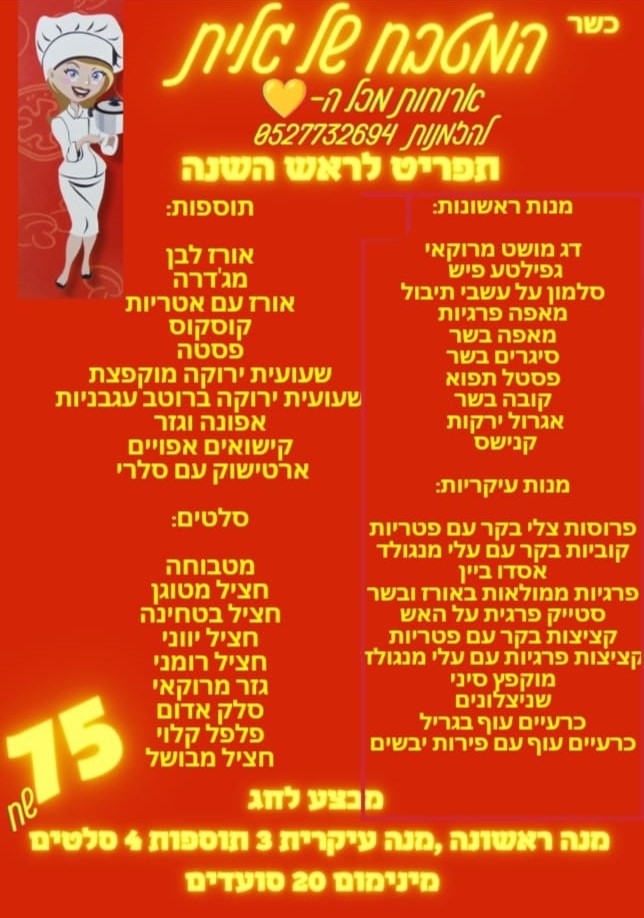 כשר
המטבח של גלית
ארוחות מכל ה-💛
להזמנות 0527732694
תפריט לראש השנה
מנות ראשונות:
דג מושט מרוקאי
גפילטע פיש
סלמון על עשבי תיבול
מאפה פרגיות
מאפה בשר
סיגרים בשר
פסטל תפוא
קובה בשר
אגרול ירקות
קנישס
מנות עיקריות:
פרוסות צלי בקר עם פטריות
קוביות בקר עם עלי מנגולד
אסדו ביין
פרגיות ממולאות באורז ובשר
סטייק פרגית על האש
קציצות בקר עם פטריות
קציצות פרגיות עם עלי מנגולד
מוקפץ סיני
שניצלונים
כרעיים עוף בגריל
כרעיים עוף עם פירות יבשים
תוספות:
אורז לבן
מג'דרה
אורז עם אטריות
קוסקוס
פסטה
שעועית ירוקה מוקפצת
שעועית ירוקה ברוטב עגבניות
אפונה וגזר
קישואים אפויים
ארטישוק עם סלרי
סלטים:
מטבוחה
חציל מטוגן
חציל בטחינה
חציל יווני
חציל רומני
גזר מרוקאי
סלק אדום
פלפל קלוי
חציל מבושל
75
שח
מבצע לחג
מנה ראשונה ,מנה עיקרית 3 תוספות 4 סלטים
מינימום 20 סועדים